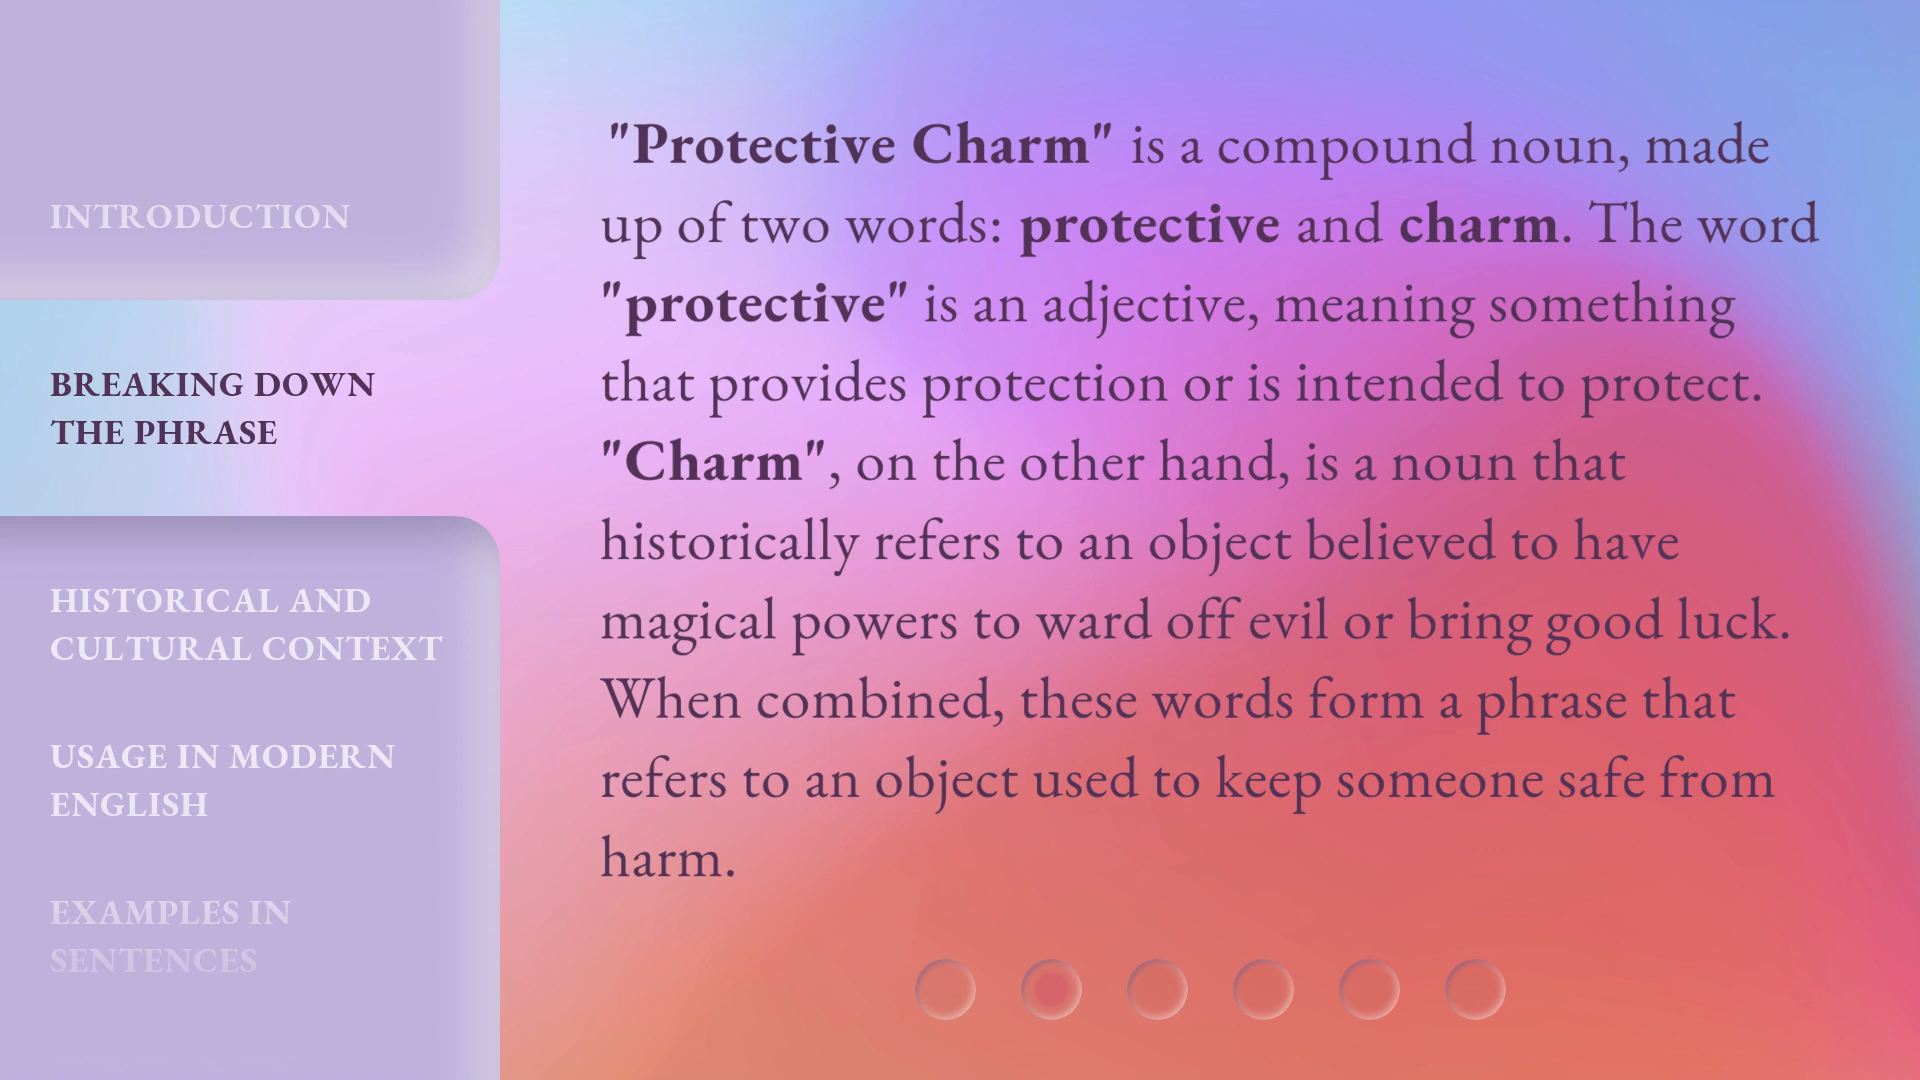 INTRODUCTION
BREAKING DOWN
THE PHRASE
HISTORICAL AND
CULTURAL CONTEXT
USAGE IN MODERN
ENGLISH
EXAMPLES IN
SENTENCES
"Protective Charm" is a compound noun, made
up of two words: protective and charm. The word
"protective" is an adjective, meaning something
that provides protection or is intended to protect.
"Charm", on the other hand, is a noun that
historically refers to an object believed to have
magical powers to ward off evil or bring good luck.
When combined, these words form a phrase that
refers to an object used to keep someone safe from
harm.